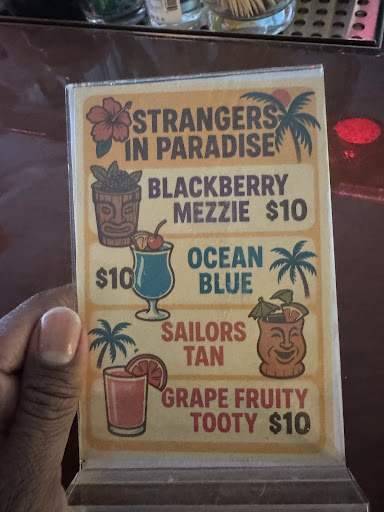 STRANGERS
IN PARADISE
BLACKBERRY
MEZZIE $10
$10 OCEAN
BLUE
SAILORS
TAN
GRAPE FRUITY
TOOTY $10